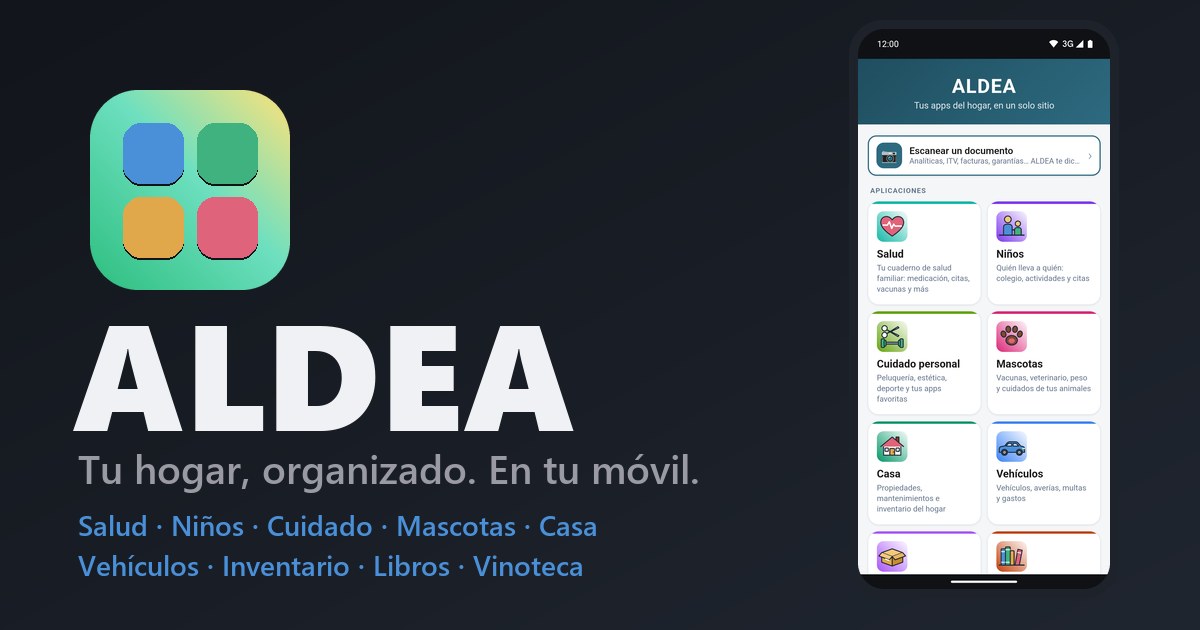 ALDEA
Tu hogar, organizado. En tu móvil.
Salud · Niños · Cuidado · Mascotas · Casa
Vehículos · Inventario · Libros · Vinoteca
12:00
3G
ALDEA
Tus apps del hogar, en un solo sitio
Escanear un documento
Analíticas, ITV, facturas, garantías... ALDEA te dic...
APLICACIONES
Salud
Tu cuaderno de salud
familiar: medicación, citas,
vacunas y más
Niños
Quién lleva a quién:
colegio, actividades y citas
Cuidado personal
Peluquería, estética,
deporte y tus apps
favoritas
Mascotas
Vacunas, veterinario, peso
y cuidados de tus animales
Casa
Propiedades,
mantenimientos e
inventario del hogar
Vehículos
Vehículos, averías, multas
y gastos